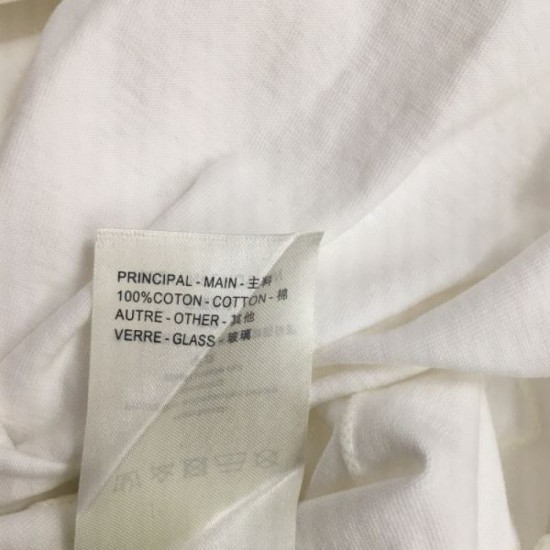 PRINCIPAL - MAIN - 主料
100%COTON - COTTON - 棉
AUTRE - OTHER - 其他
VERRE - GLASS - 玻璃